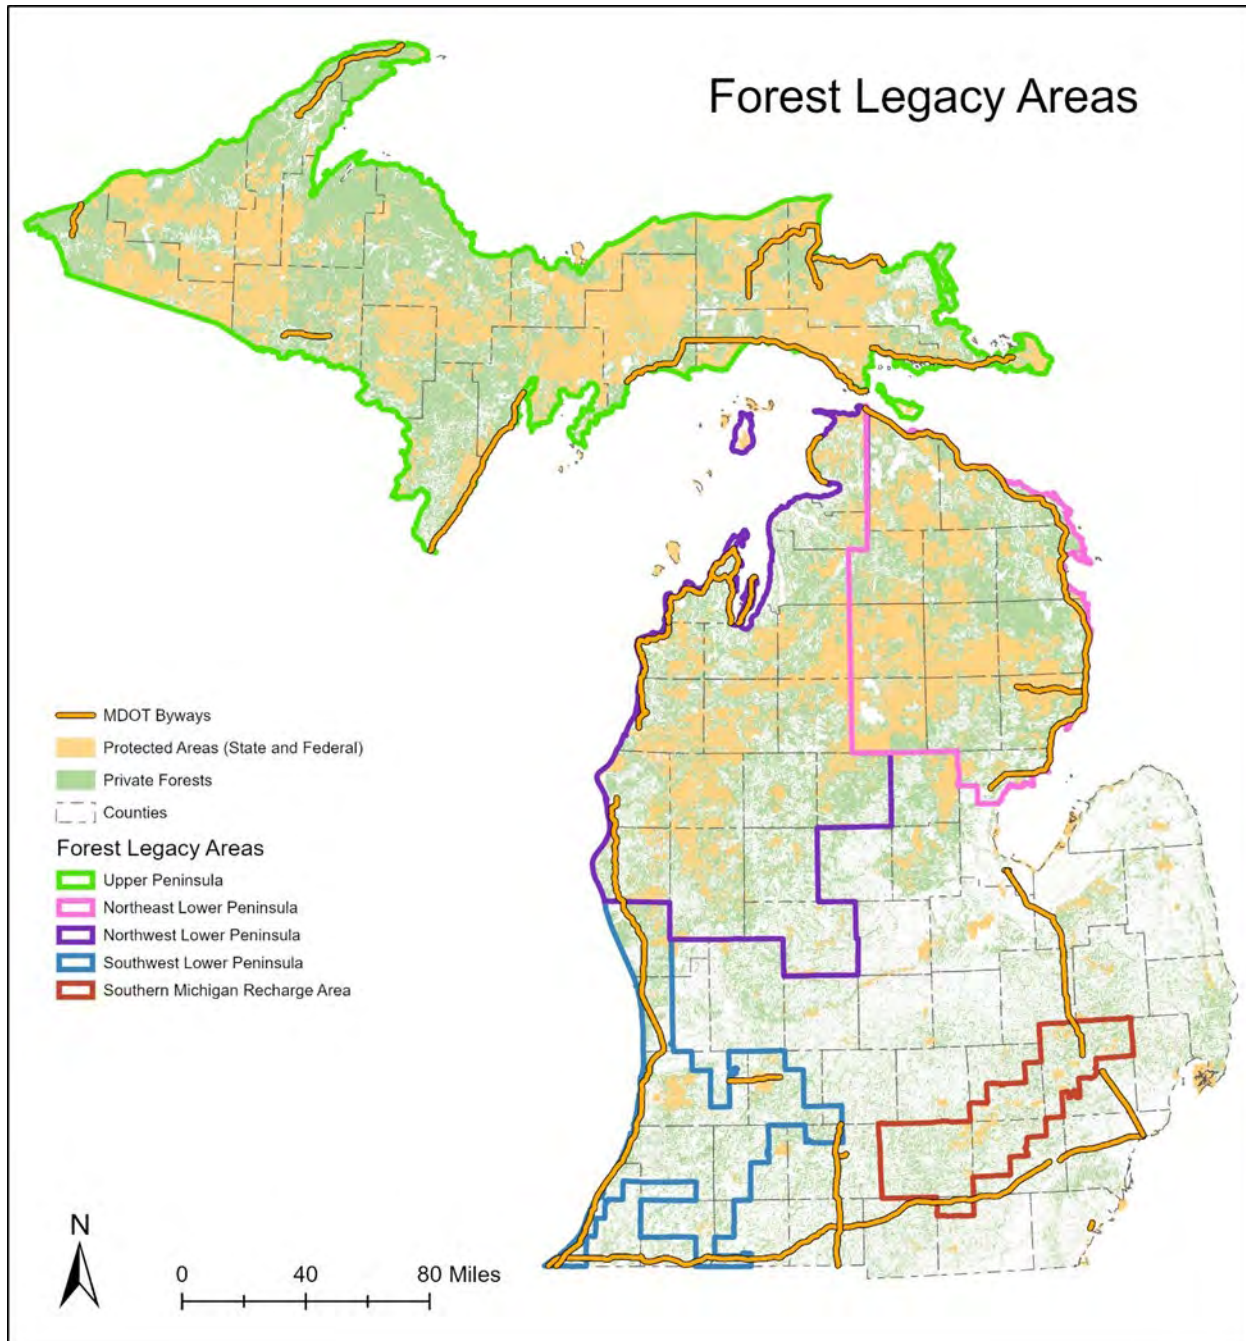 Forest Legacy Areas
MDOT Byways
Protected Areas (State and Federal)
Private Forests
Counties
Forest Legacy Areas
Upper Peninsula
Northeast Lower Peninsula
Northwest Lower Peninsula
Southwest Lower Peninsula
Southern Michigan Recharge Area
N
0 40 80 Miles